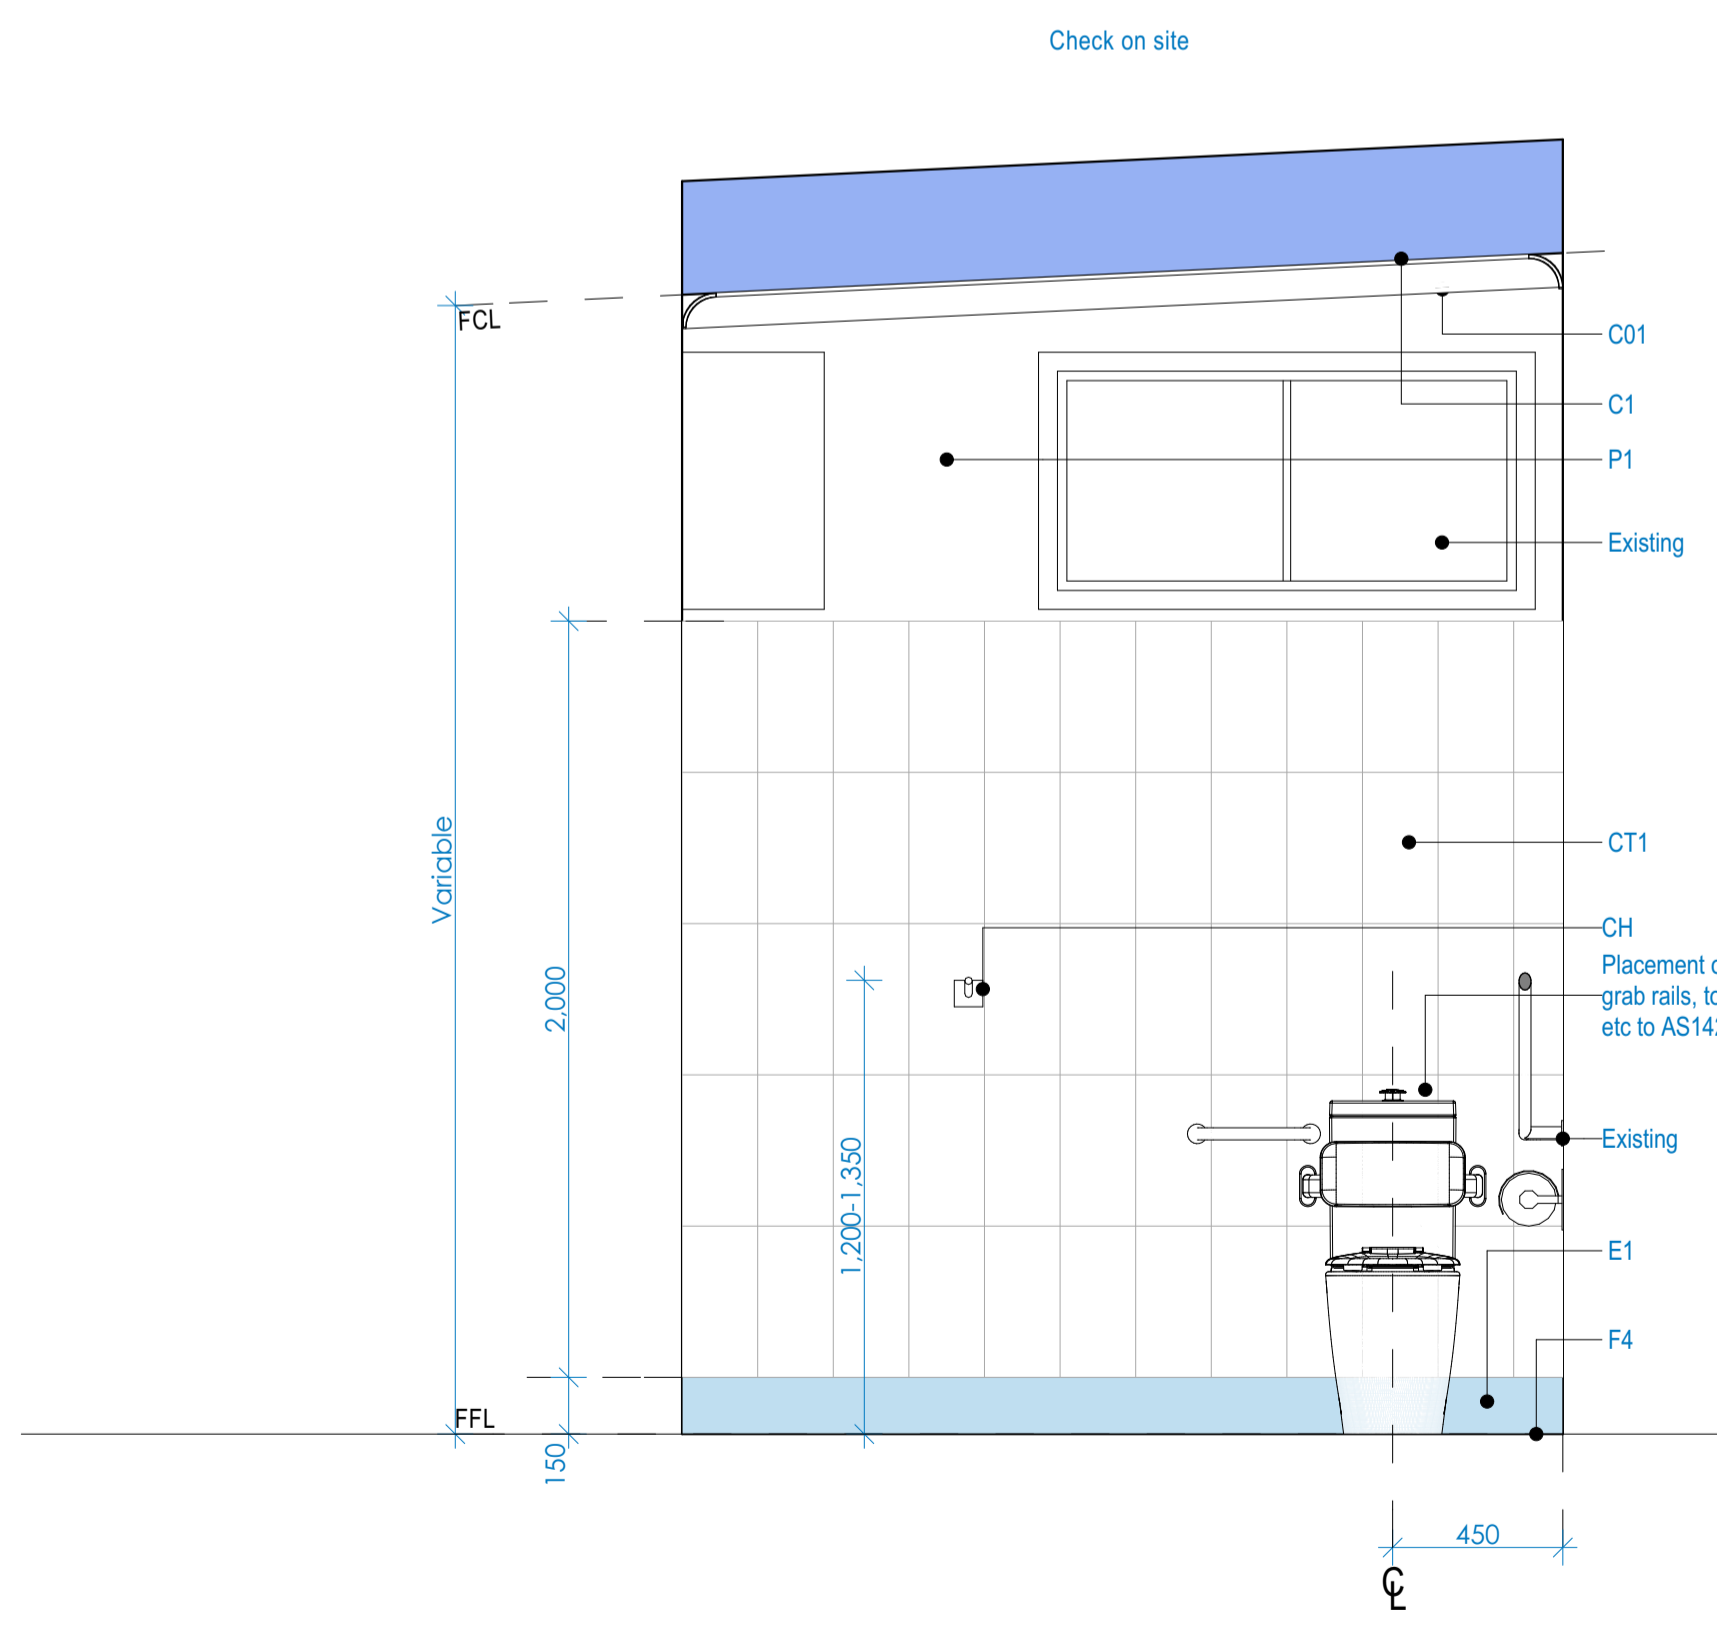 Check on site
FCL
C01
C1
P1
Existing
Variable
2,000
CT1
CH
Placement
grab rails,
etc to
1,200-1,350
Existing
E1
F4
FFL
150
450
CL